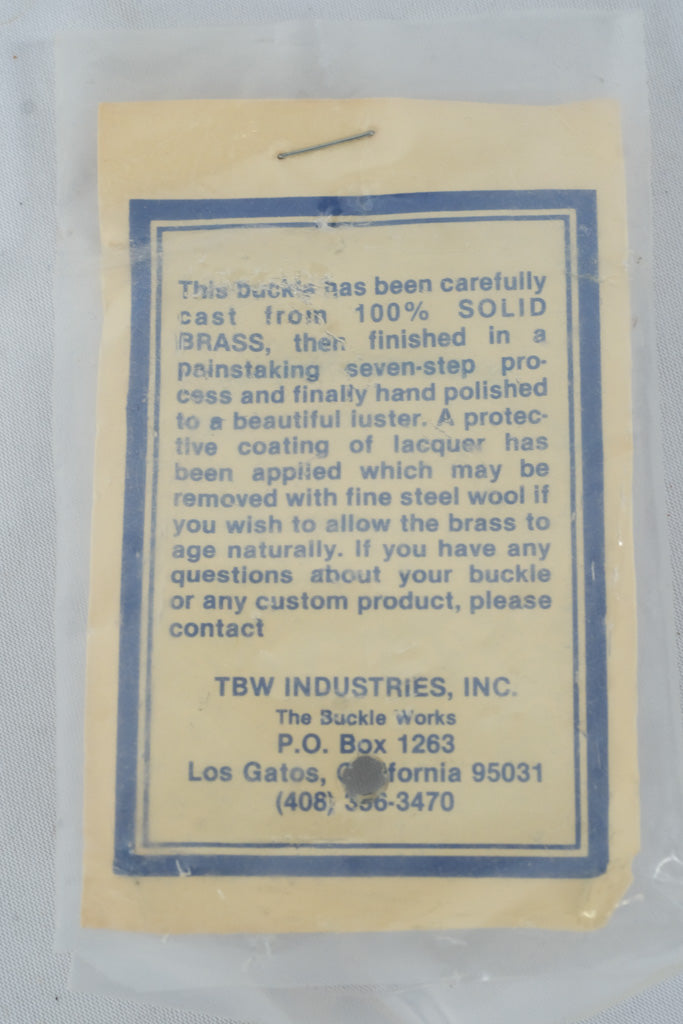 This buckle has been carefully
cast from 100% SOLID
BRASS, then finished in a
painstaking seven-step pro-
cess and finally hand polished
to a beautiful luster. A protec-
tive coating of lacquer has
been applied which may be
removed with fine steel wool if
you wish to allow the brass to
age naturally. If you have any
questions about your buckle
or any custom product, please
contact
TBW INDUSTRIES, INC.
The Buckle Works
P.O. Box 1263
Los Gatos, California 95031
(408) 356-3470